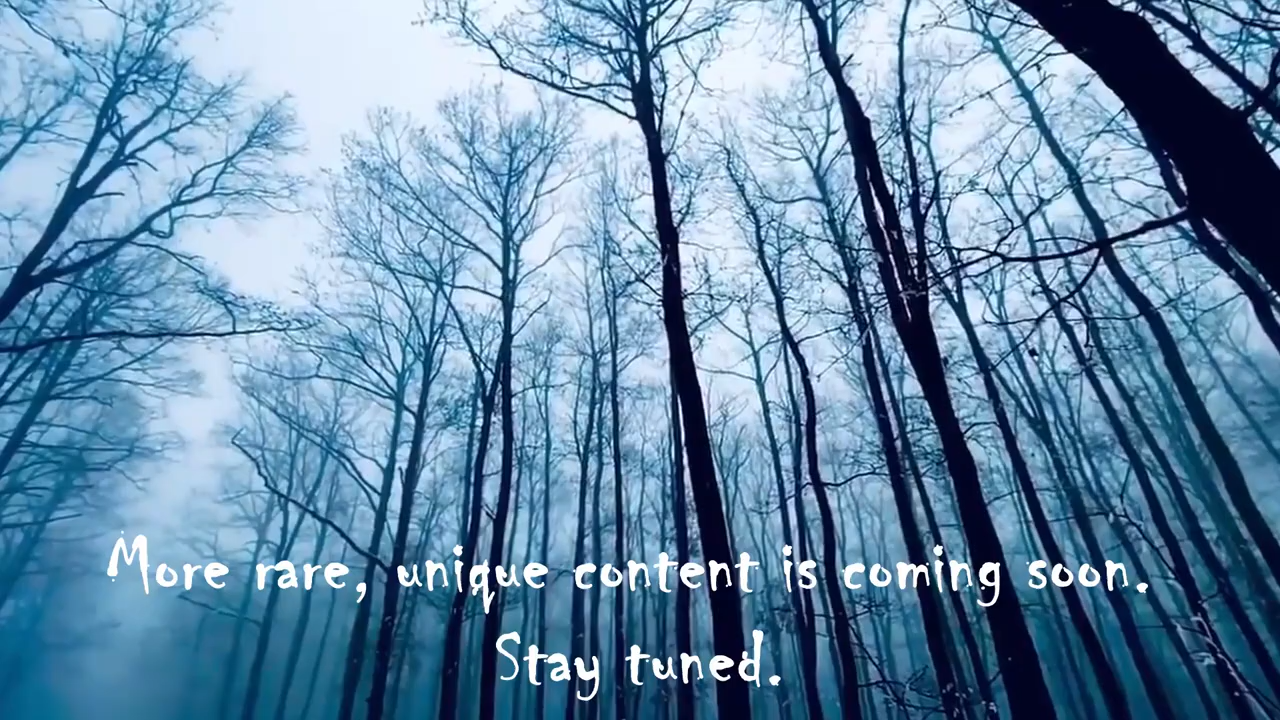 More rare, unique content is coming soon.
Stay tuned.